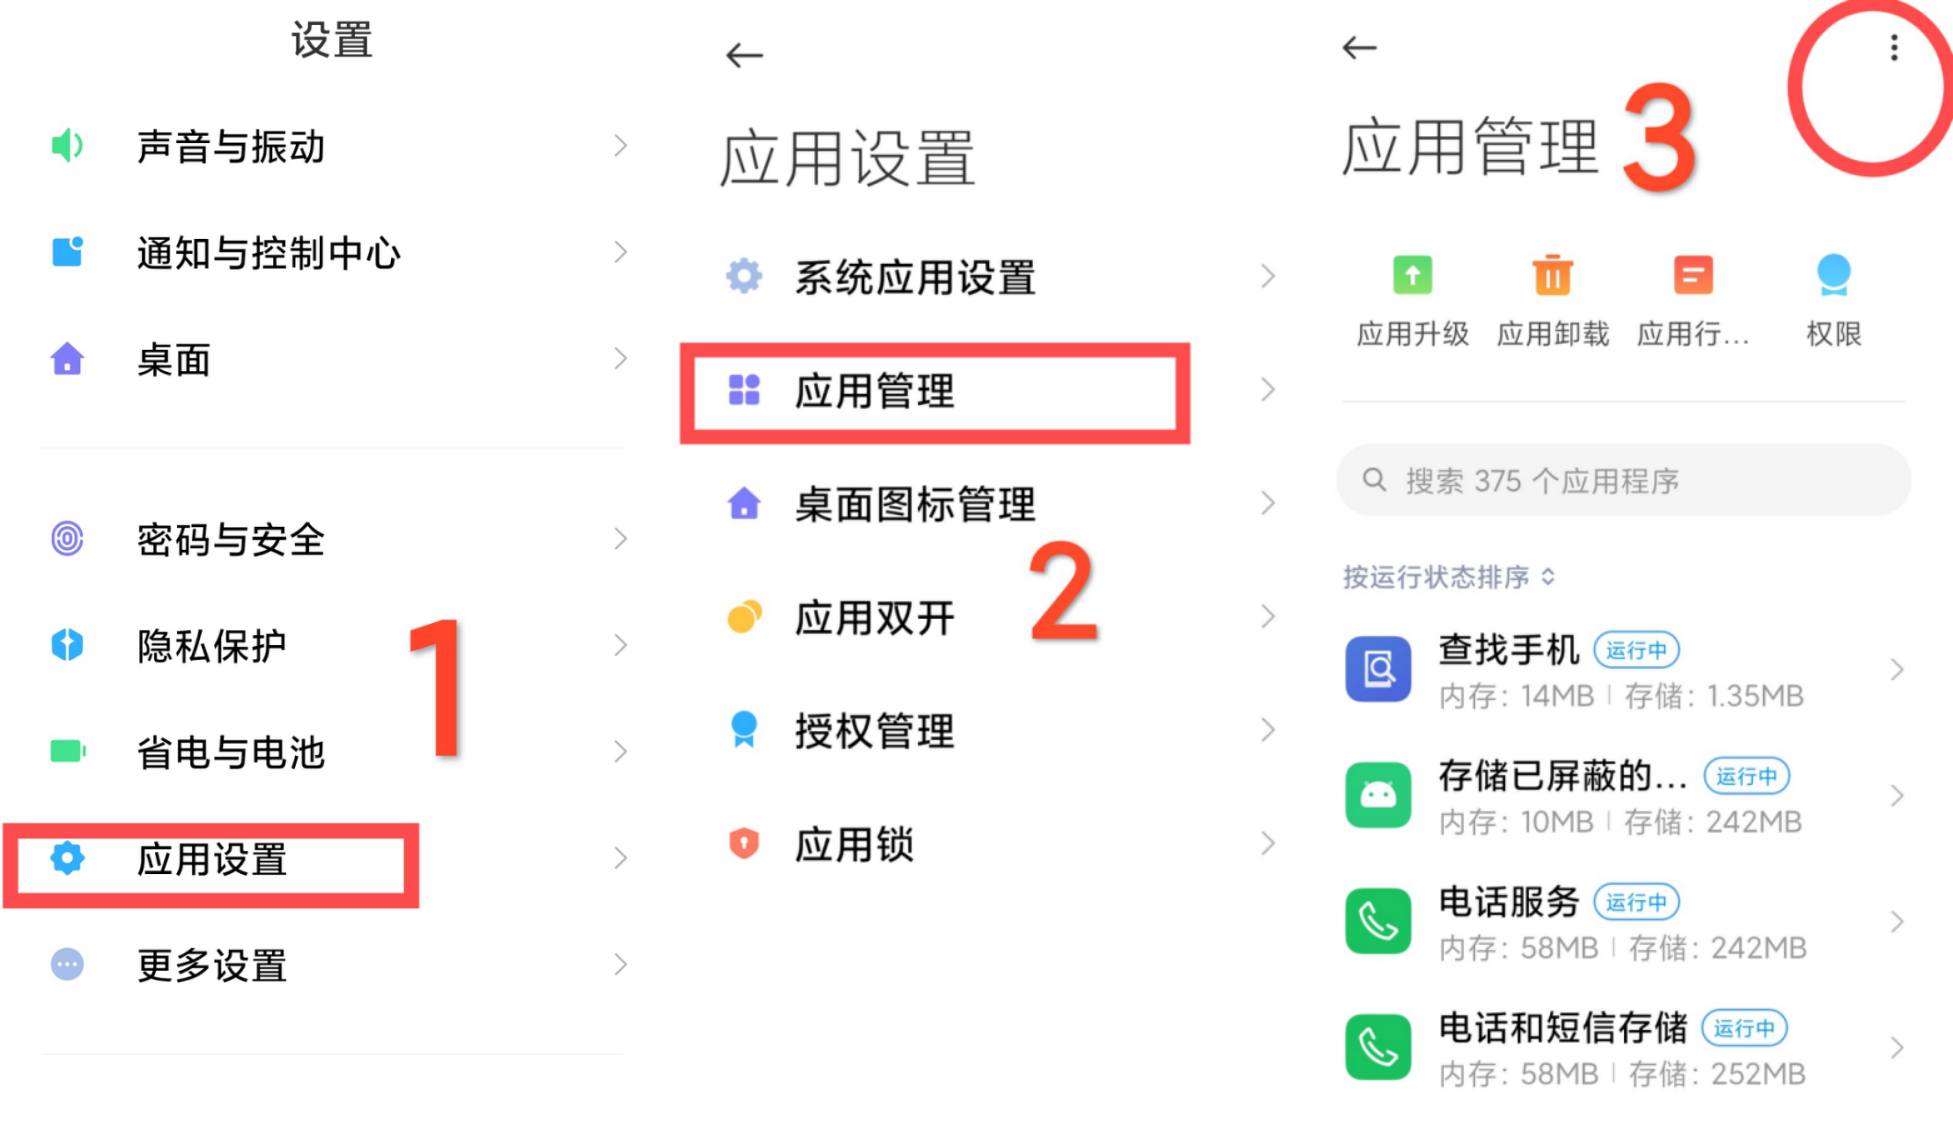 设置
声音与振动
通知与控制中心
桌面
密码与安全
隐私保护
省电与电池
应用设置
更多设置
1
应用设置
系统应用设置
应用管理
桌面图标管理
应用双开
授权管理
应用锁
2
应用管理
3
应用升级 应用卸载 应用行... 权限
搜索 375 个应用程序
按运行状态排序
查找手机 运行中
内存：14MB | 存储：1.35MB
存储已屏蔽的... 运行中
内存：10MB | 存储：242MB
电话服务 运行中
内存：58MB | 存储：242MB
电话和短信存储 运行中
内存：58MB | 存储：252MB